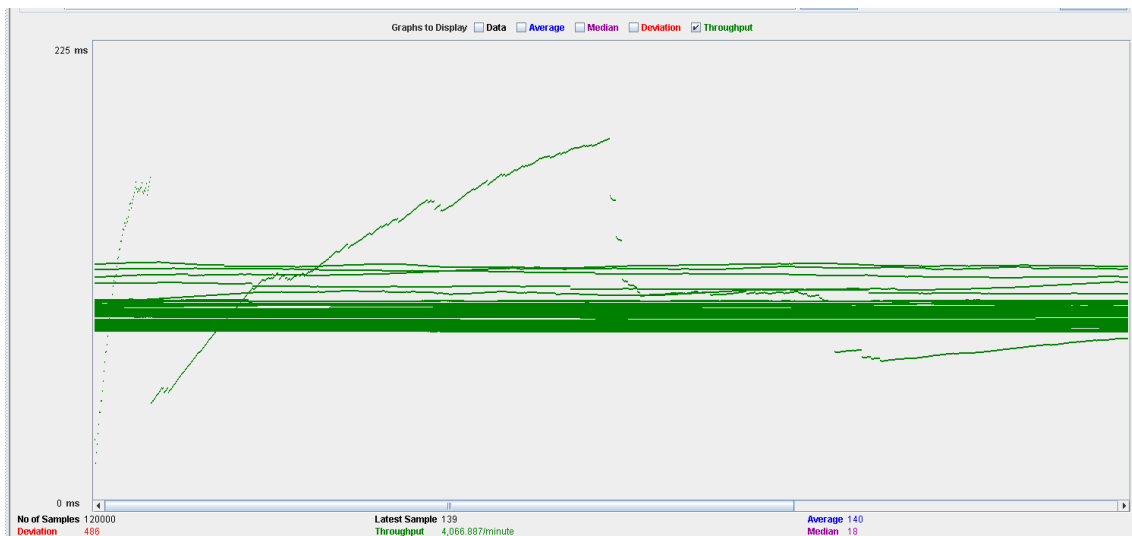 Graphs to Display Data Average Median Deviation Throughput
225 ms
0 ms
No of Samples 120000 Latest Sample 139 Average 140
Deviation 486 Throughput 4,066.887/minute Median 18